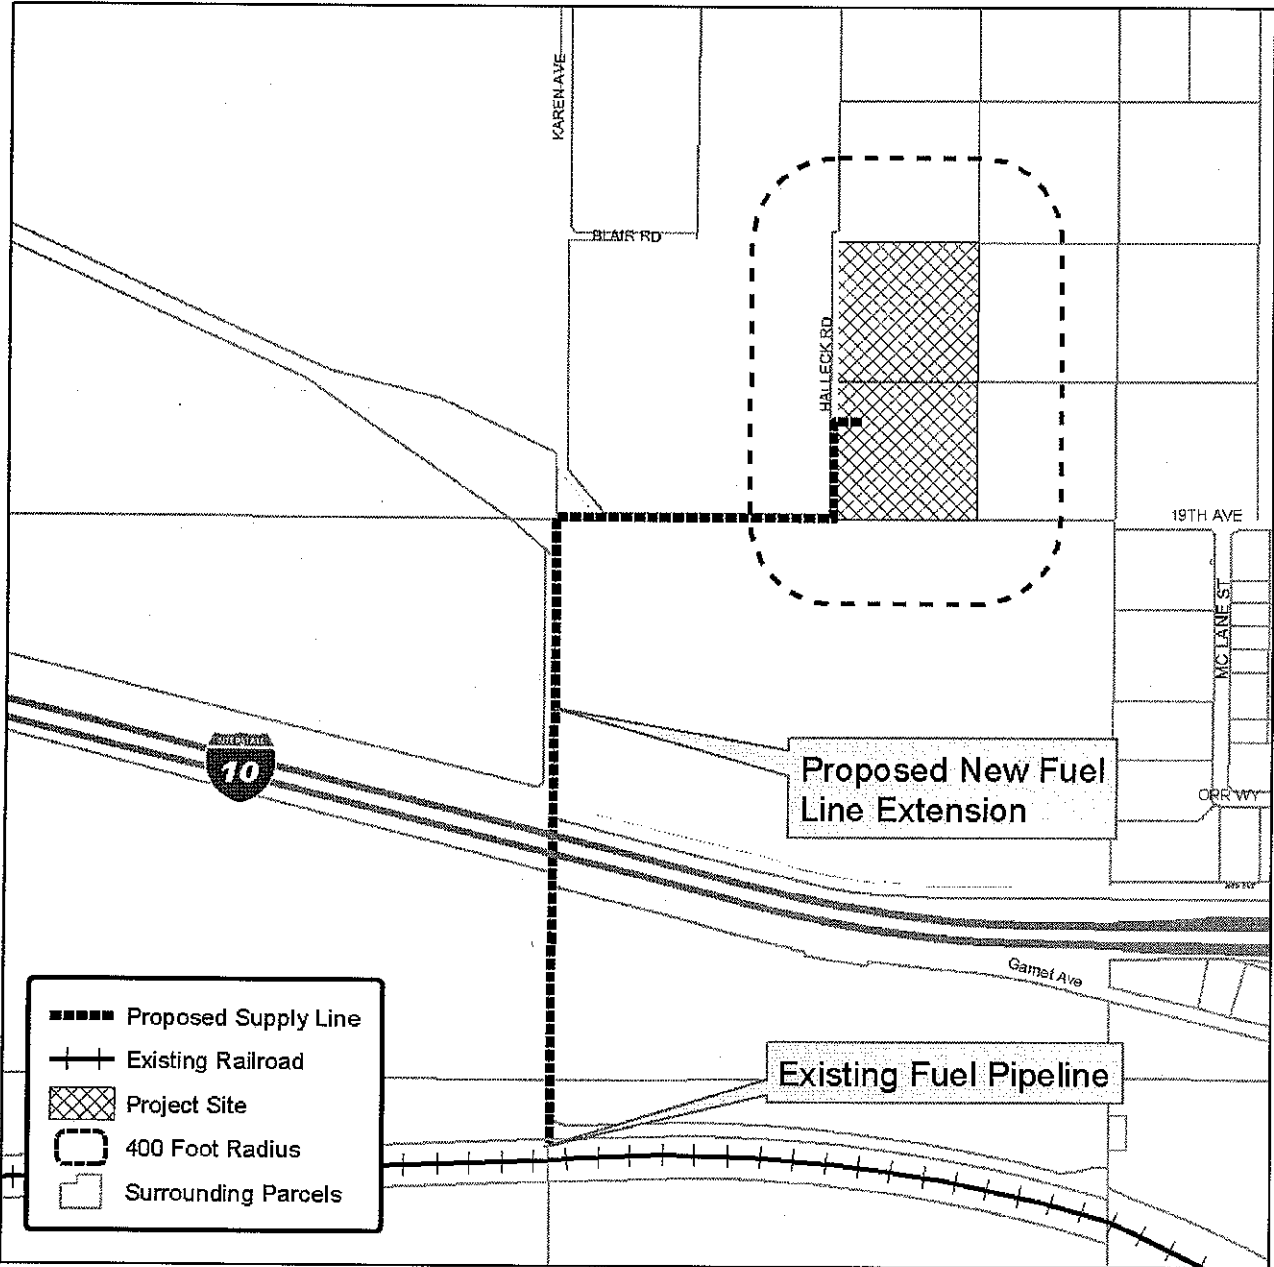 KAREN AVE
BLAIR RD
HALLECK RD
19TH AVE
MC LANE ST
INTERSTATE
10
Proposed New Fuel
Line Extension
ORR WY
Garnet Ave
Existing Fuel Pipeline
Proposed Supply Line
Existing Railroad
Project Site
400 Foot Radius
Surrounding Parcels